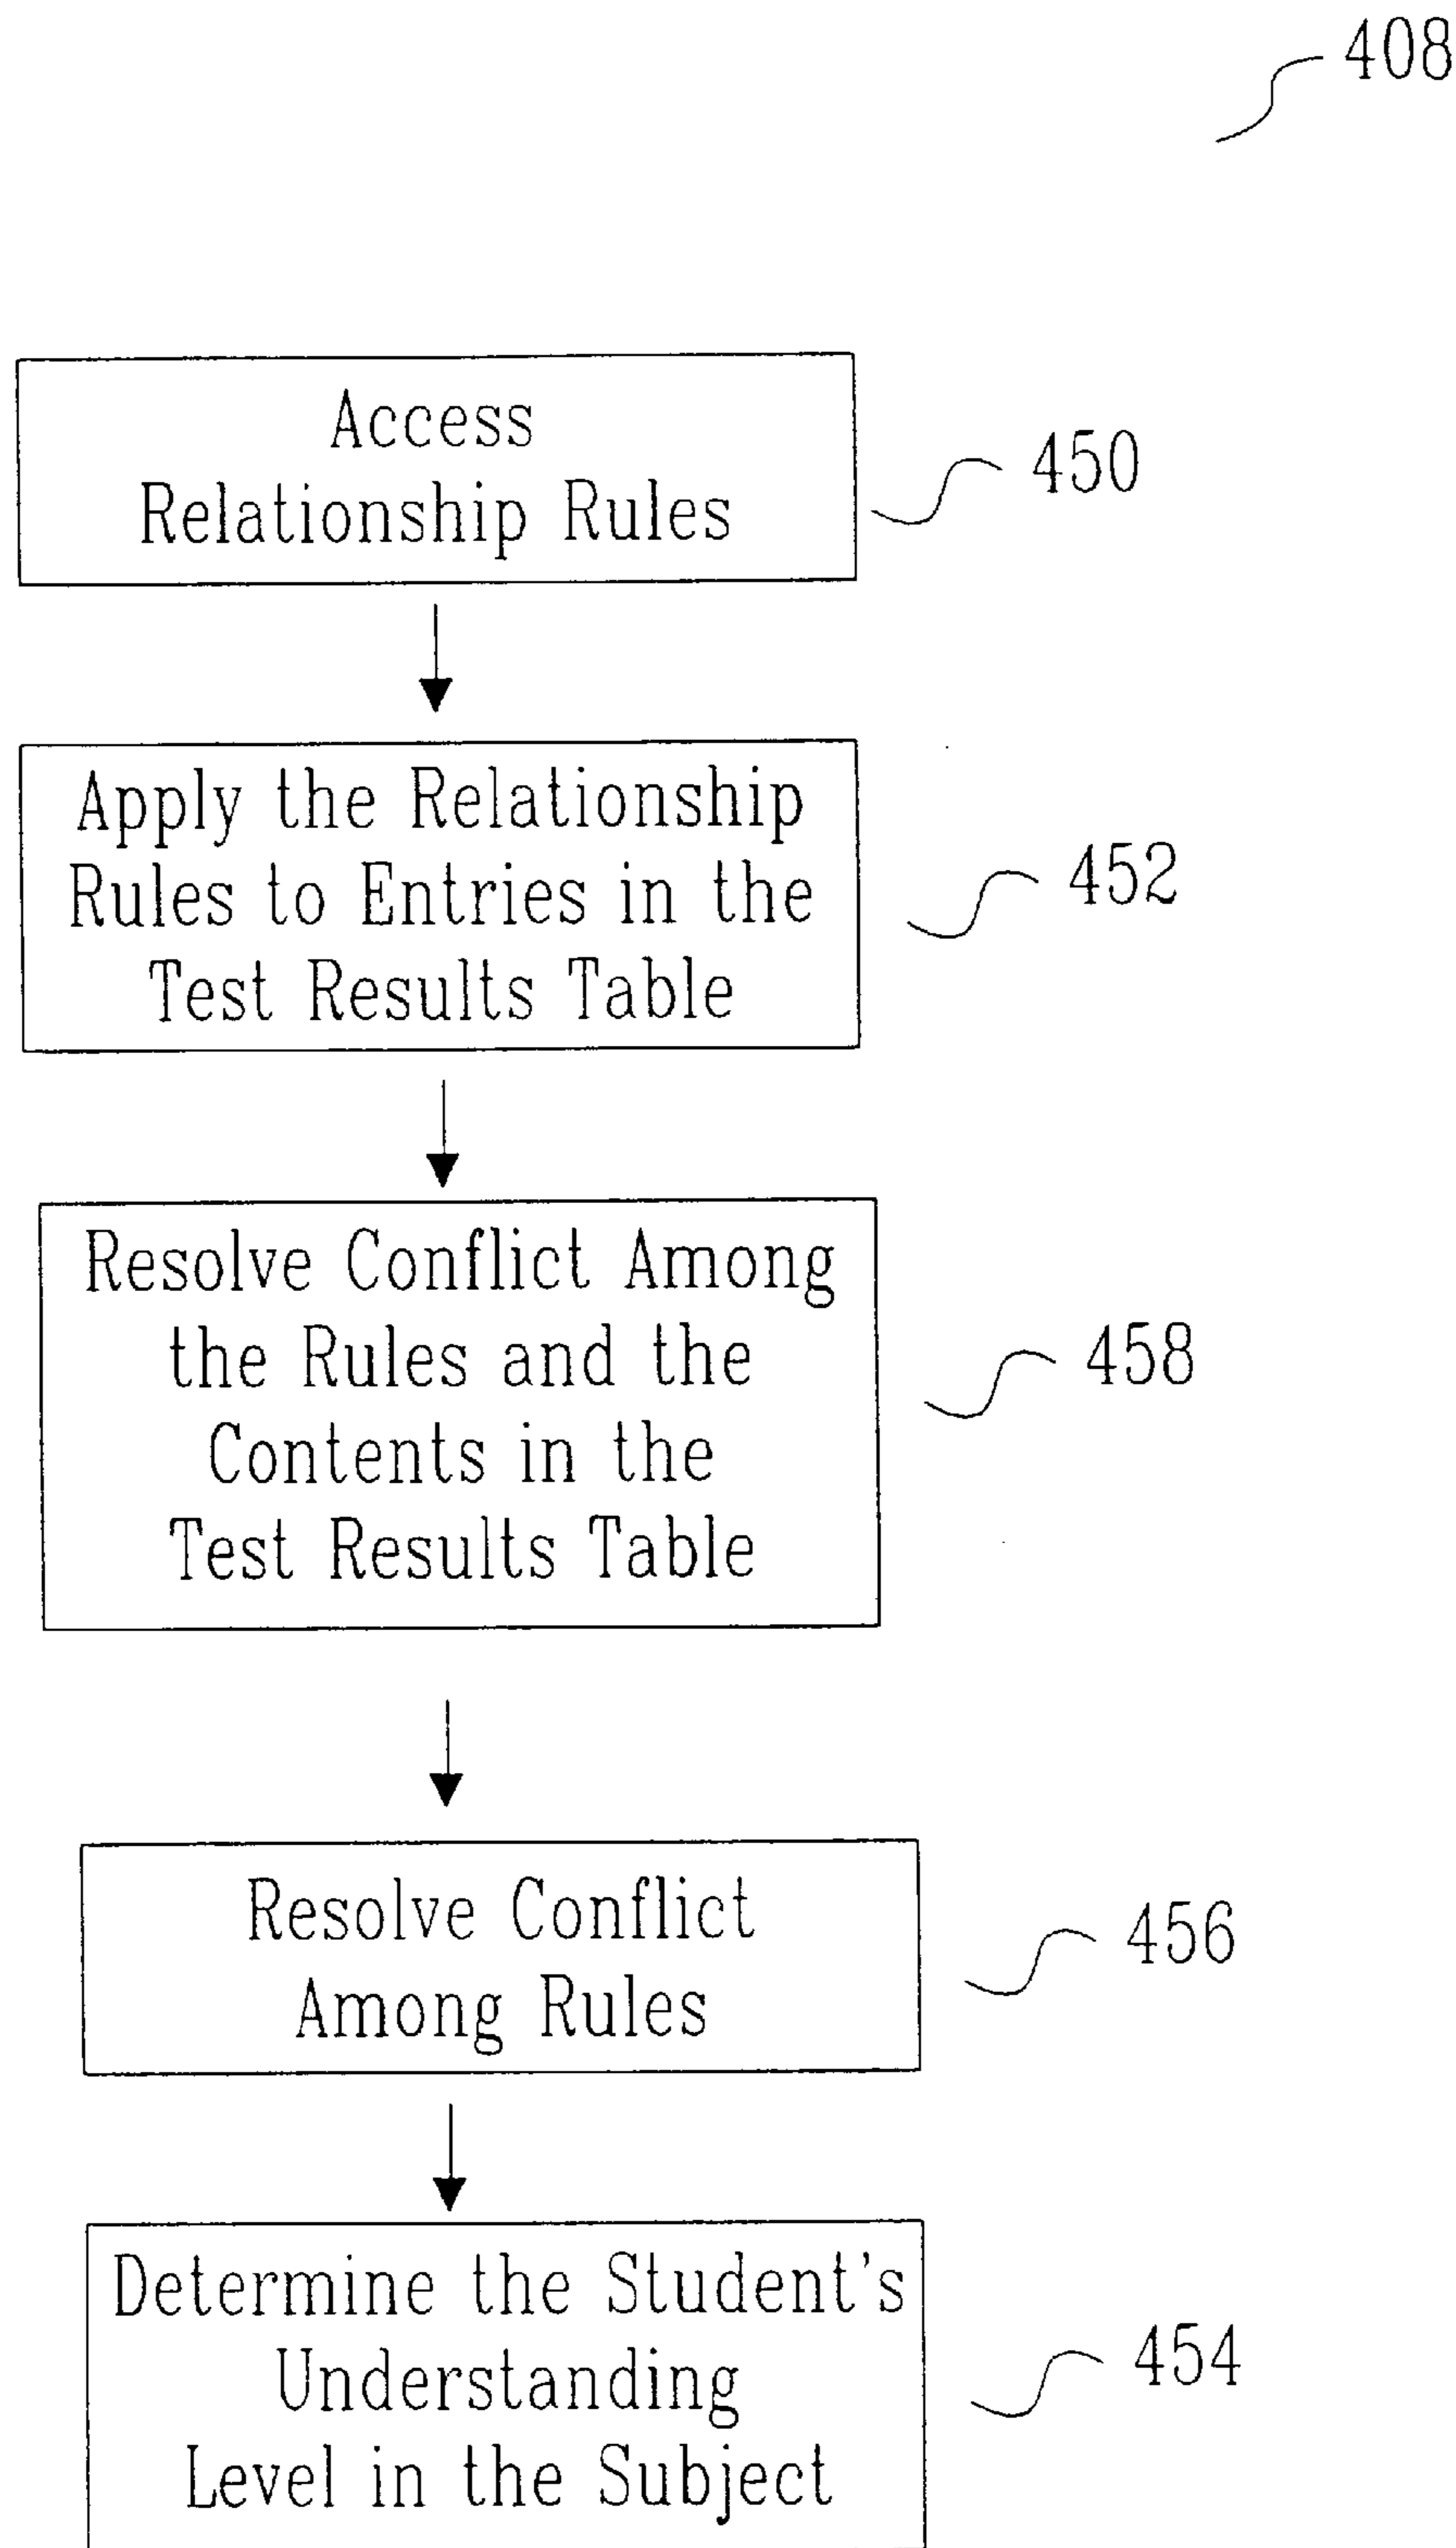 408
Access
Relationship Rules
450
Apply the Relationship
Rules to Entries in the
Test Results Table
452
Resolve Conflict Among
the Rules and the
Contents in the
Test Results Table
458
Resolve Conflict
Among Rules
456
Determine the Student's
Understanding
Level in the Subject
454